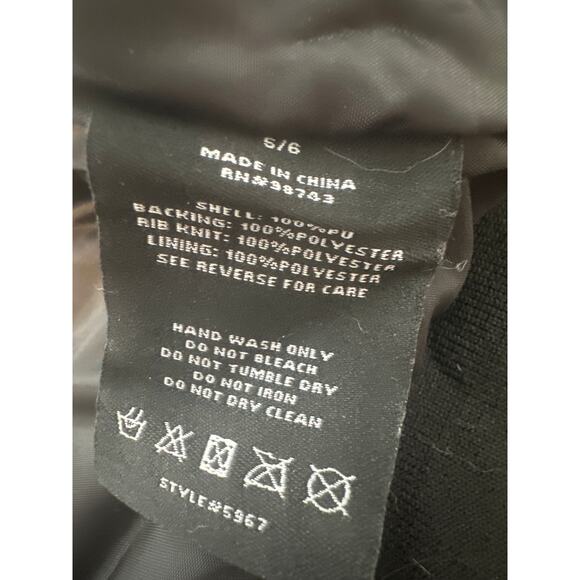 5/6
MADE IN CHINA
RN#98743
SHELL: 100%PU
BACKING: 100%POLYESTER
RIB KNIT: 100%POLYESTER
LINING: 100%POLYESTER
SEE REVERSE FOR CARE
HAND WASH ONLY
DO NOT BLEACH
DO NOT TUMBLE DRY
DO NOT IRON
DO NOT DRY CLEAN
STYLE#5967